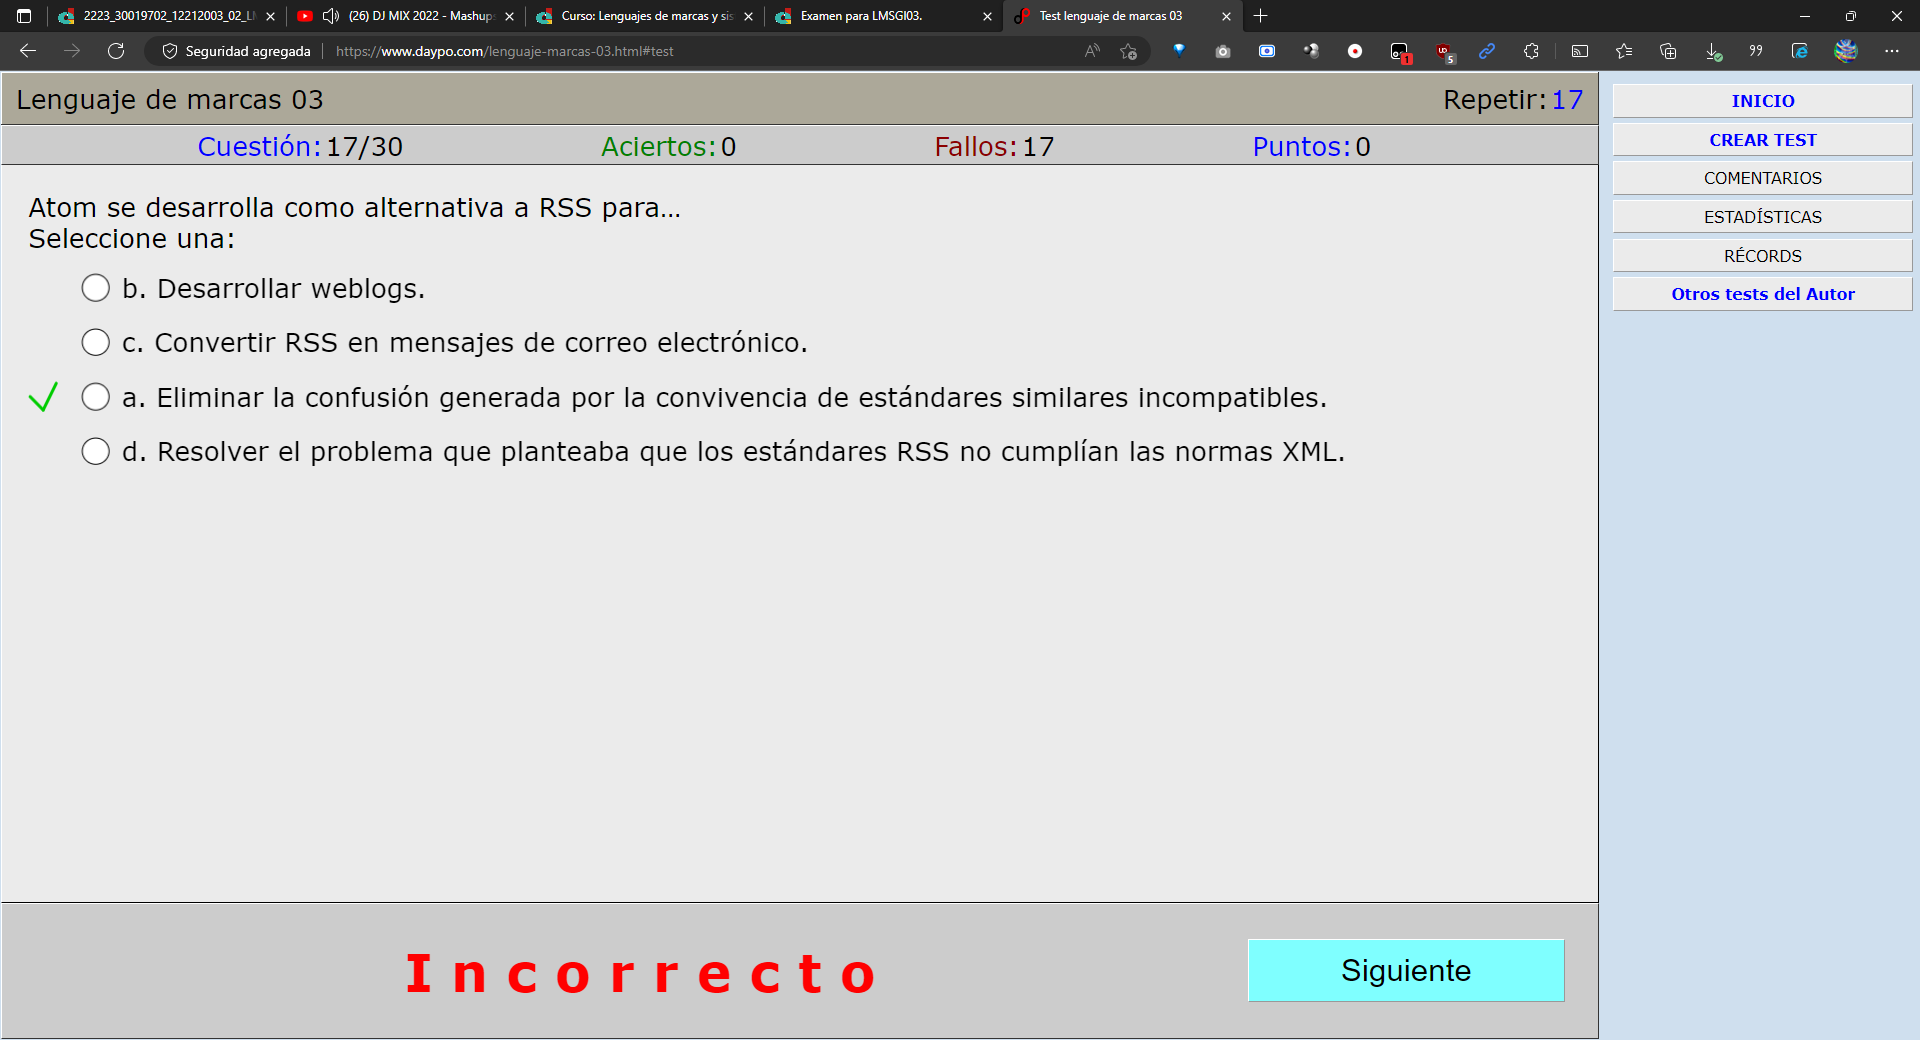 2223_30019702_12212003_02_LI
(26) DJ MIX 2022 - Mashup
Curso: Lenguajes de marcas y sis
Examen para LMSGI03.
Test lenguaje de marcas 03
Seguridad agregada
https://www.daypo.com/lenguaje-marcas-03.html#test
1
5
Lenguaje de marcas 03
Repetir: 17
Cuestión: 17/30
Aciertos: 0
Fallos: 17
Puntos: 0
Atom se desarrolla como alternativa a RSS para...
Seleccione una:
b. Desarrollar weblogs.
c. Convertir RSS en mensajes de correo electrónico.
a. Eliminar la confusión generada por la convivencia de estándares similares incompatibles.
d. Resolver el problema que planteaba que los estándares RSS no cumplían las normas XML.
Incorrecto
Siguiente
INICIO
CREAR TEST
COMENTARIOS
ESTADÍSTICAS
RÉCORDS
Otros tests del Autor